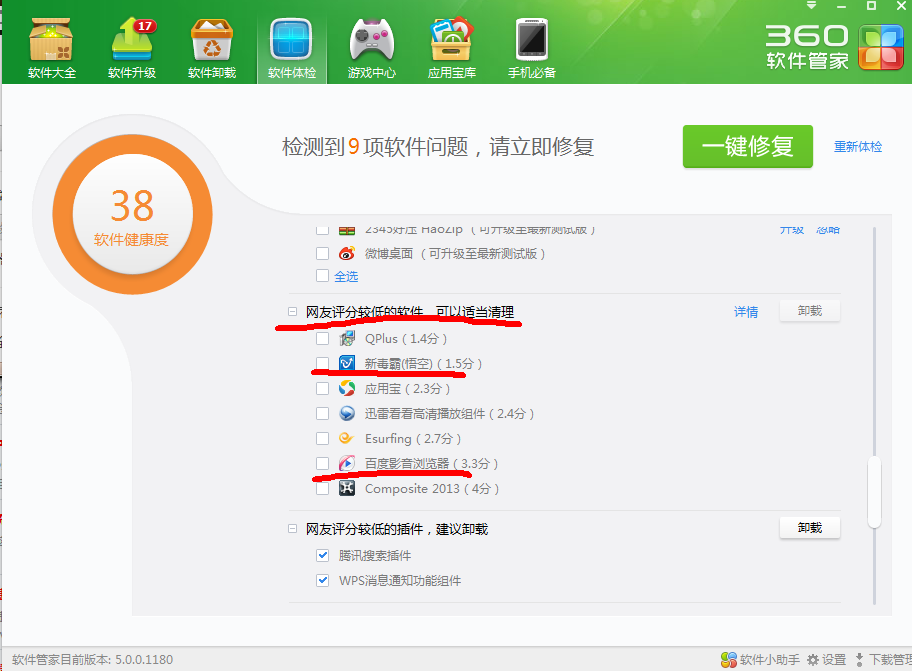 17
软件大全 软件升级 软件卸载 软件体检 游戏中心 应用宝库 手机必备
360
软件管家
检测到9项软件问题，请立即修复
一键修复
重新体检
38
软件健康度
2345好压 HaoZip（可升级至最新测试版） 升级 忽略
微博桌面（可升级至最新测试版）
全选
网友评分较低的软件，可以适当清理 详情 卸载
QPlus（1.4分）
新毒霸(悟空)（1.5分）
应用宝（2.3分）
迅雷看看高清播放组件（2.4分）
Esurfing（2.7分）
百度影音浏览器（3.3分）
Composite 2013（4分）
网友评分较低的插件，建议卸载 卸载
腾讯搜索插件
WPS消息通知功能组件
软件管家目前版本: 5.0.0.1180 软件小助手 设置 下载管理